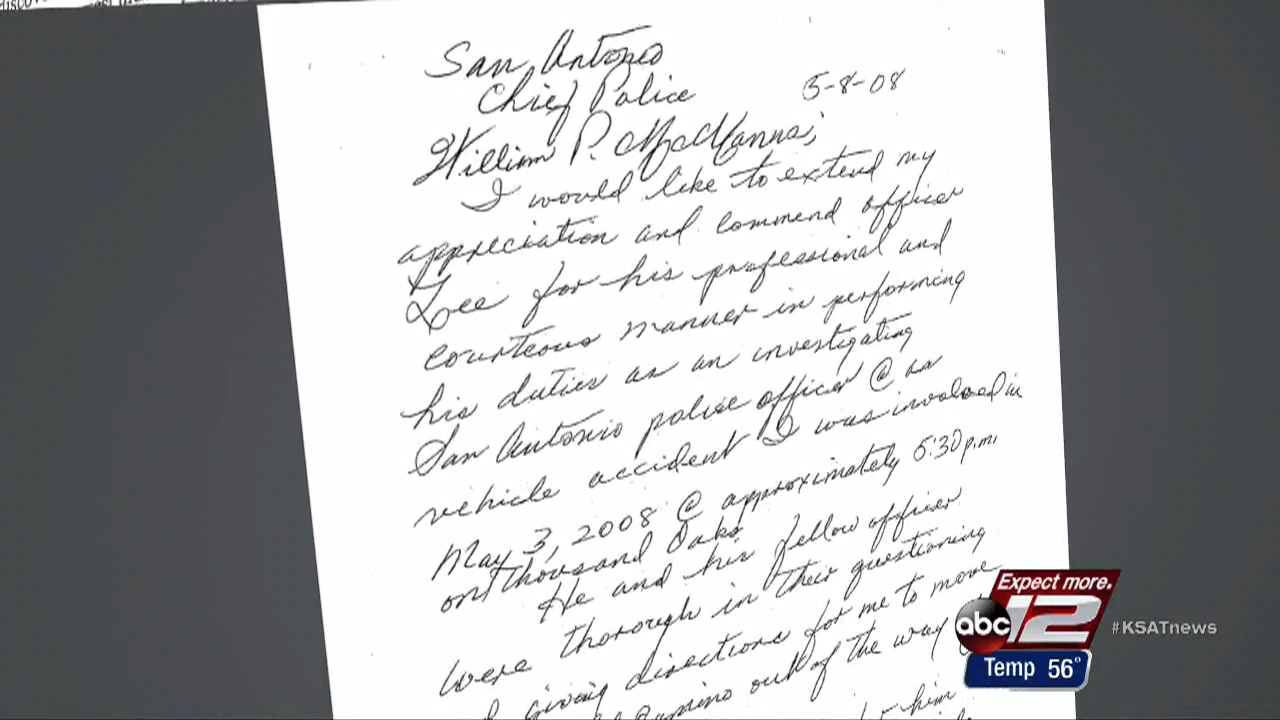 San Antonio
Chief Police
5-8-08
William P. McManus;
I would like to extend my
appreciation and commend officer
Lee for his professional and
courteous manner in performing
his duties as an investigating
San Antonio police officer @ an
vehicle accident I was involved in
May 3, 2008 @ approximately 5:30 p.m.
on Thousand Oaks
He and his fellow officer
were thorough in their questioning
giving directions for me to move
out of the way
him
Expect more.
abc 12
#KSATnews
Temp 56°